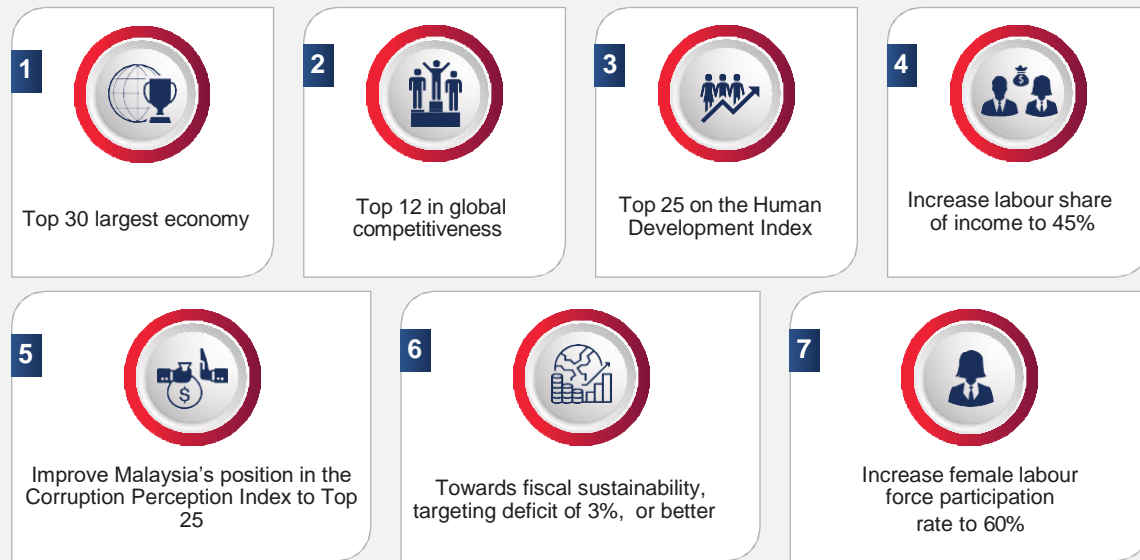 1
Top 30 largest economy
2
Top 12 in global
competitiveness
3
Top 25 on the Human
Development Index
4
$
Increase labour share
of income to 45%
5
$
Improve Malaysia's position in the
Corruption Perception Index to Top
25
6
Towards fiscal sustainability,
targeting deficit of 3%, or better
7
Increase female labour
force participation
rate to 60%